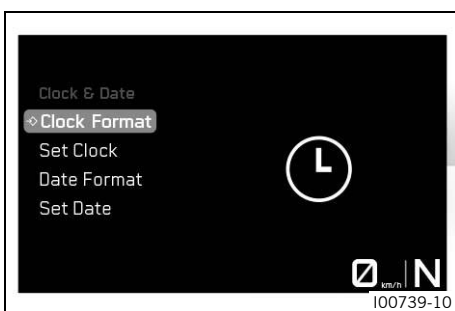 Clock & Date
Clock Format
Set Clock
Date Format
Set Date
0 km/h N
I00739-10